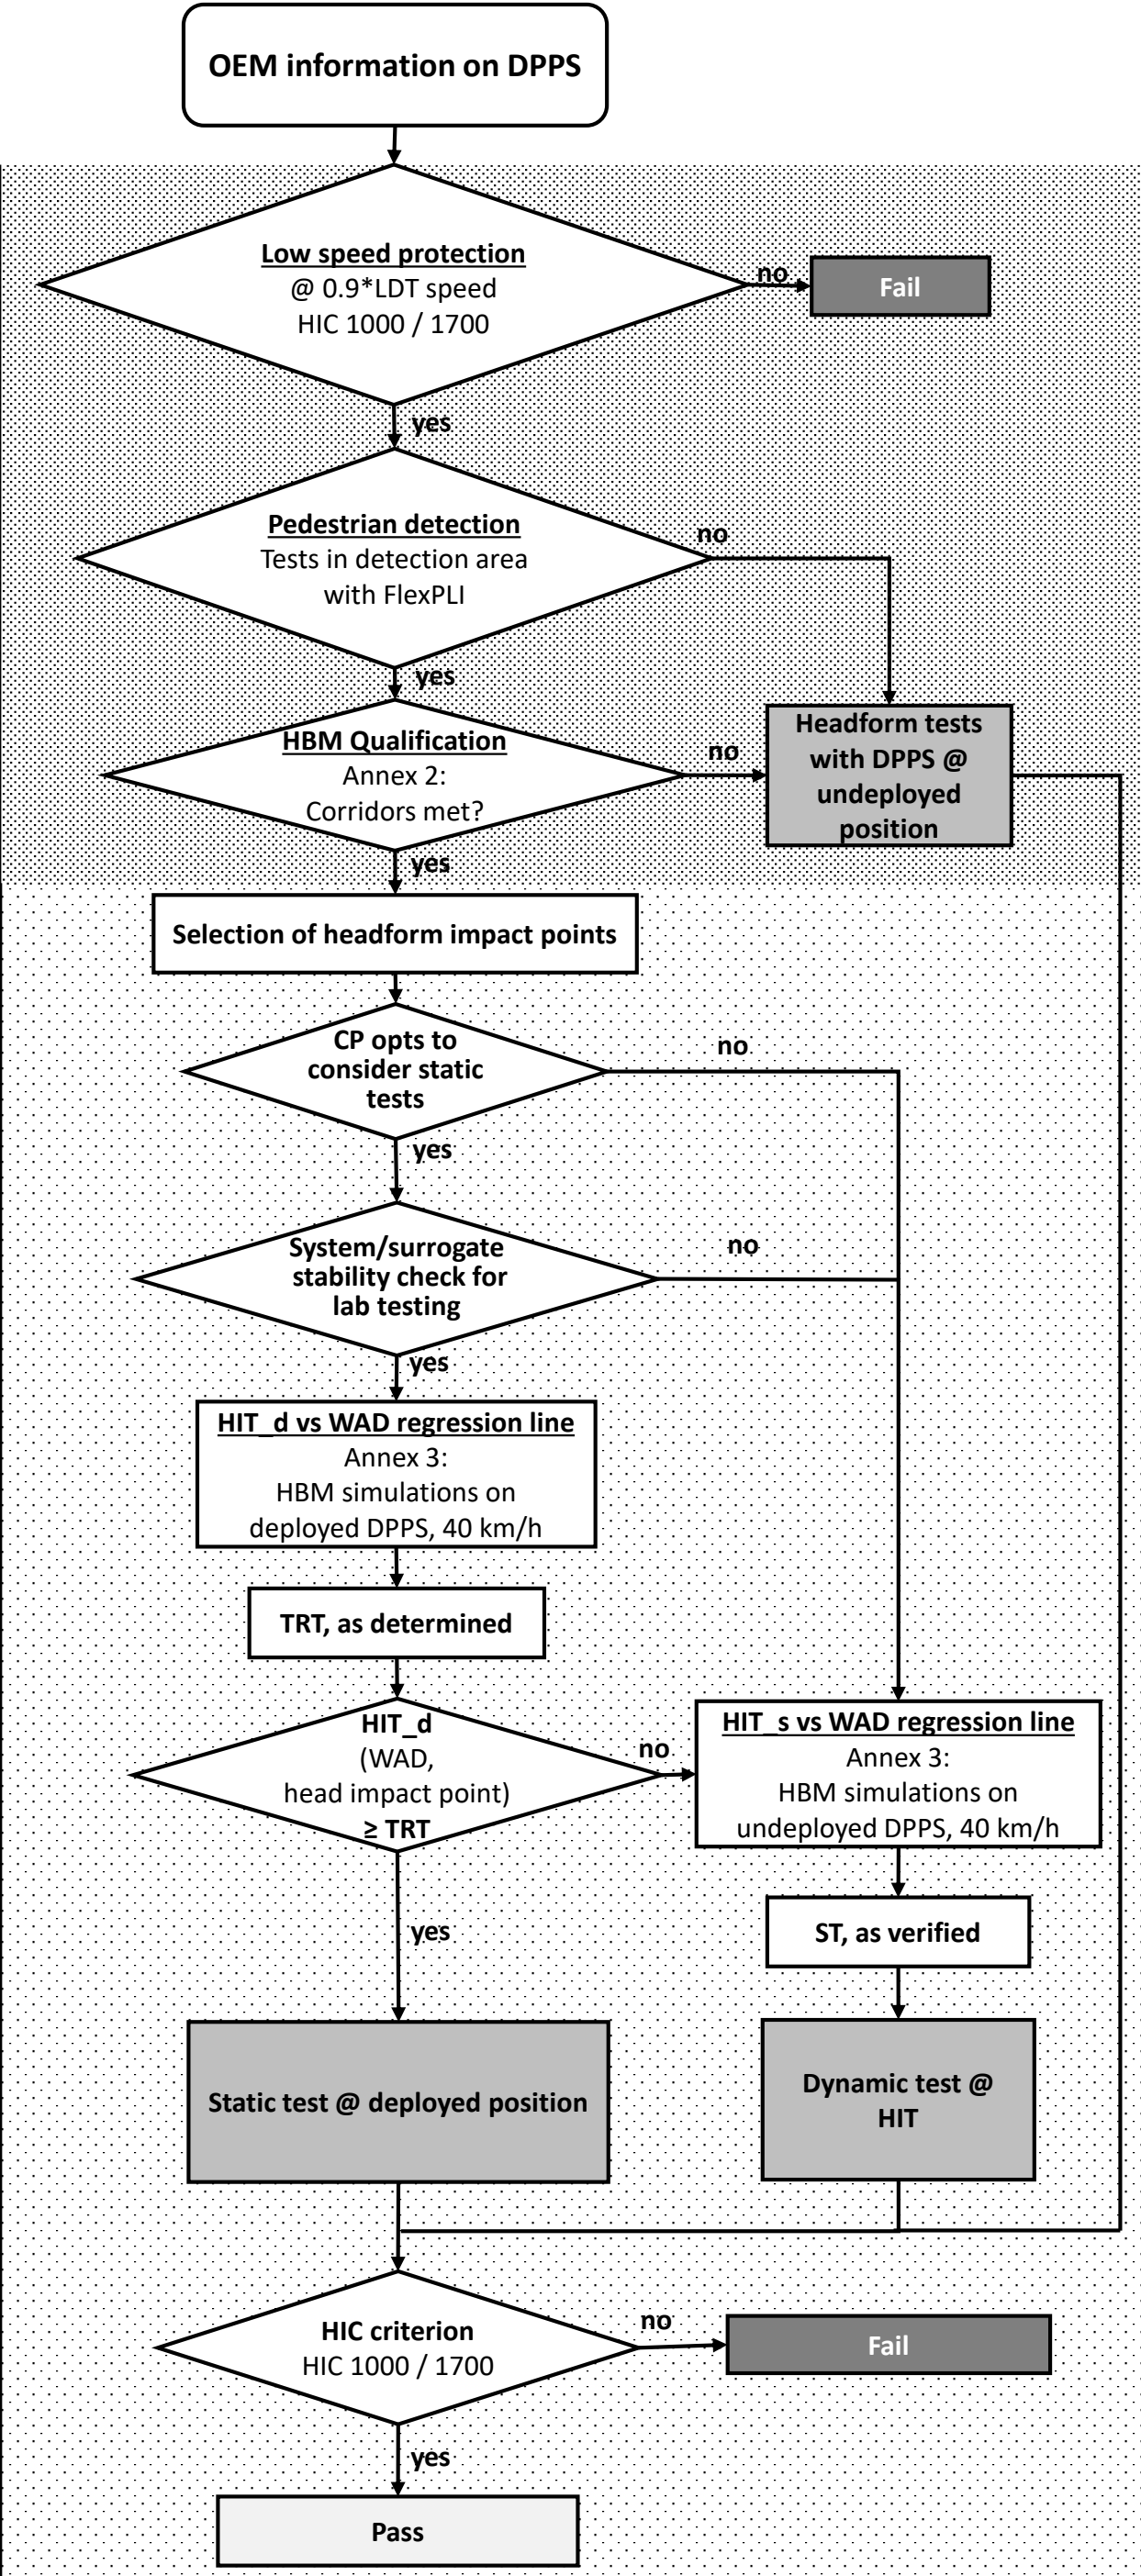 OEM information on DPPS
Low speed protection
@ 0.9*LDT speed
HIC 1000 / 1700
no
Fail
yes
Pedestrian detection
Tests in detection area
with FlexPLI
no
yes
HBM Qualification
Annex 2:
Corridors met?
no
Headform tests
with DPPS @
undeployed
position
yes
Selection of headform impact points
CP opts to
consider static
tests
no
yes
System/surrogate
stability check for
lab testing
no
yes
HIT_d vs WAD regression line
Annex 3:
HBM simulations on
deployed DPPS, 40 km/h
TRT, as determined
HIT_d
(WAD,
head impact point)
≥ TRT
no
HIT_s vs WAD regression line
Annex 3:
HBM simulations on
undeployed DPPS, 40 km/h
yes
ST, as verified
Static test @ deployed position
Dynamic test @
HIT
HIC criterion
HIC 1000 / 1700
no
Fail
yes
Pass